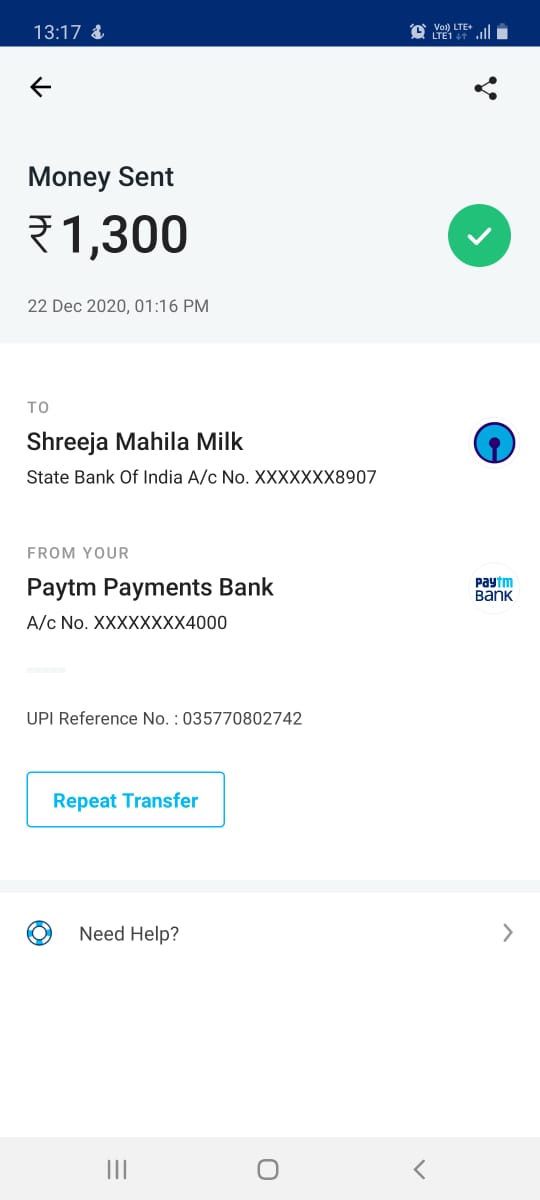 13:17
Vo)) LTE+
LTE1 ↓↑
Money Sent
₹1,300
22 Dec 2020, 01:16 PM
TO
Shreeja Mahila Milk
State Bank Of India A/c No. XXXXXXX8907
FROM YOUR
Paytm Payments Bank
paytm
BANK
A/c No. XXXXXXXX4000
UPI Reference No. : 035770802742
Repeat Transfer
Need Help?